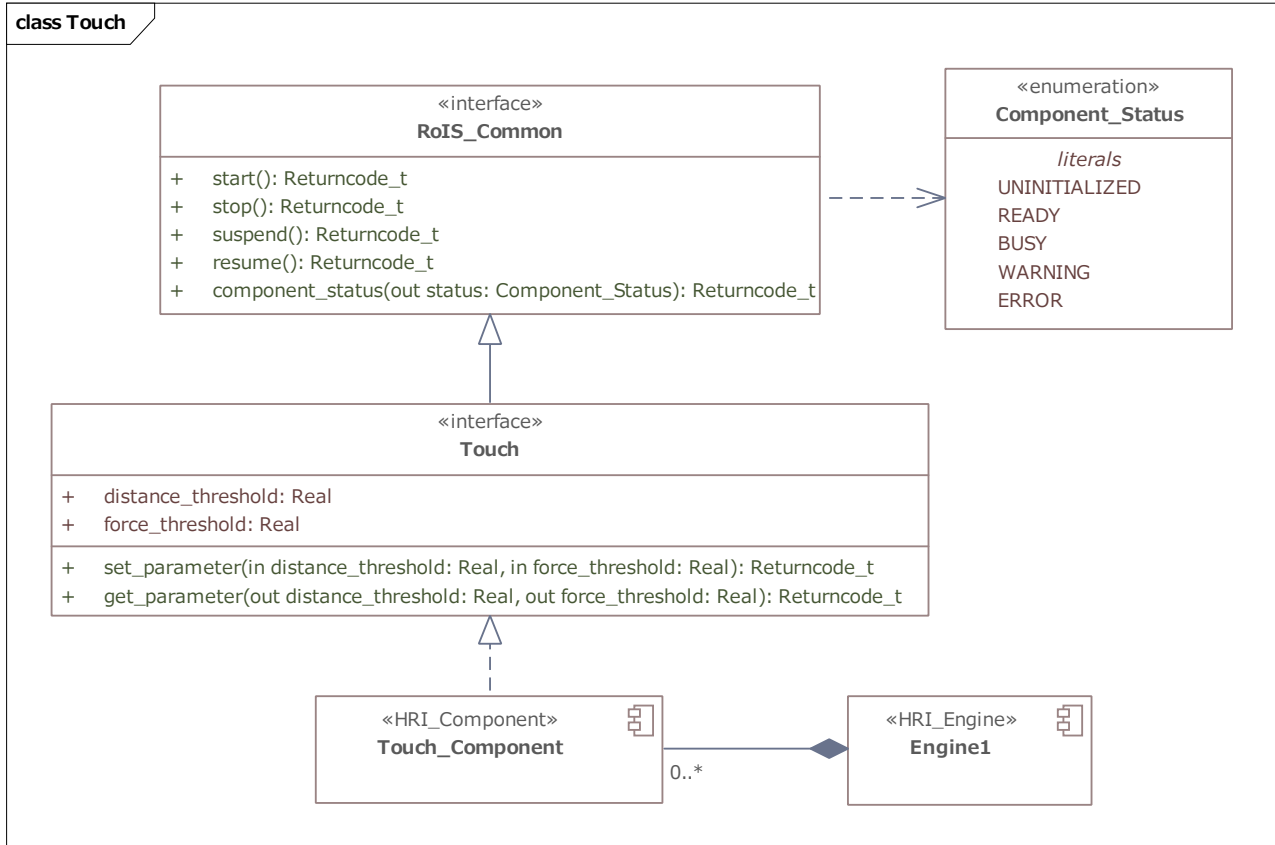 class Touch
«interface»
RoIS_Common
+ start(): Returncode_t
+ stop(): Returncode_t
+ suspend(): Returncode_t
+ resume(): Returncode_t
+ component_status(out status: Component_Status): Returncode_t
«enumeration»
Component_Status
literals
UNINITIALIZED
READY
BUSY
WARNING
ERROR
«interface»
Touch
+ distance_threshold: Real
+ force_threshold: Real
+ set_parameter(in distance_threshold: Real, in force_threshold: Real): Returncode_t
+ get_parameter(out distance_threshold: Real, out force_threshold: Real): Returncode_t
«HRI_Component»
Touch_Component
0..*
«HRI_Engine»
Engine1